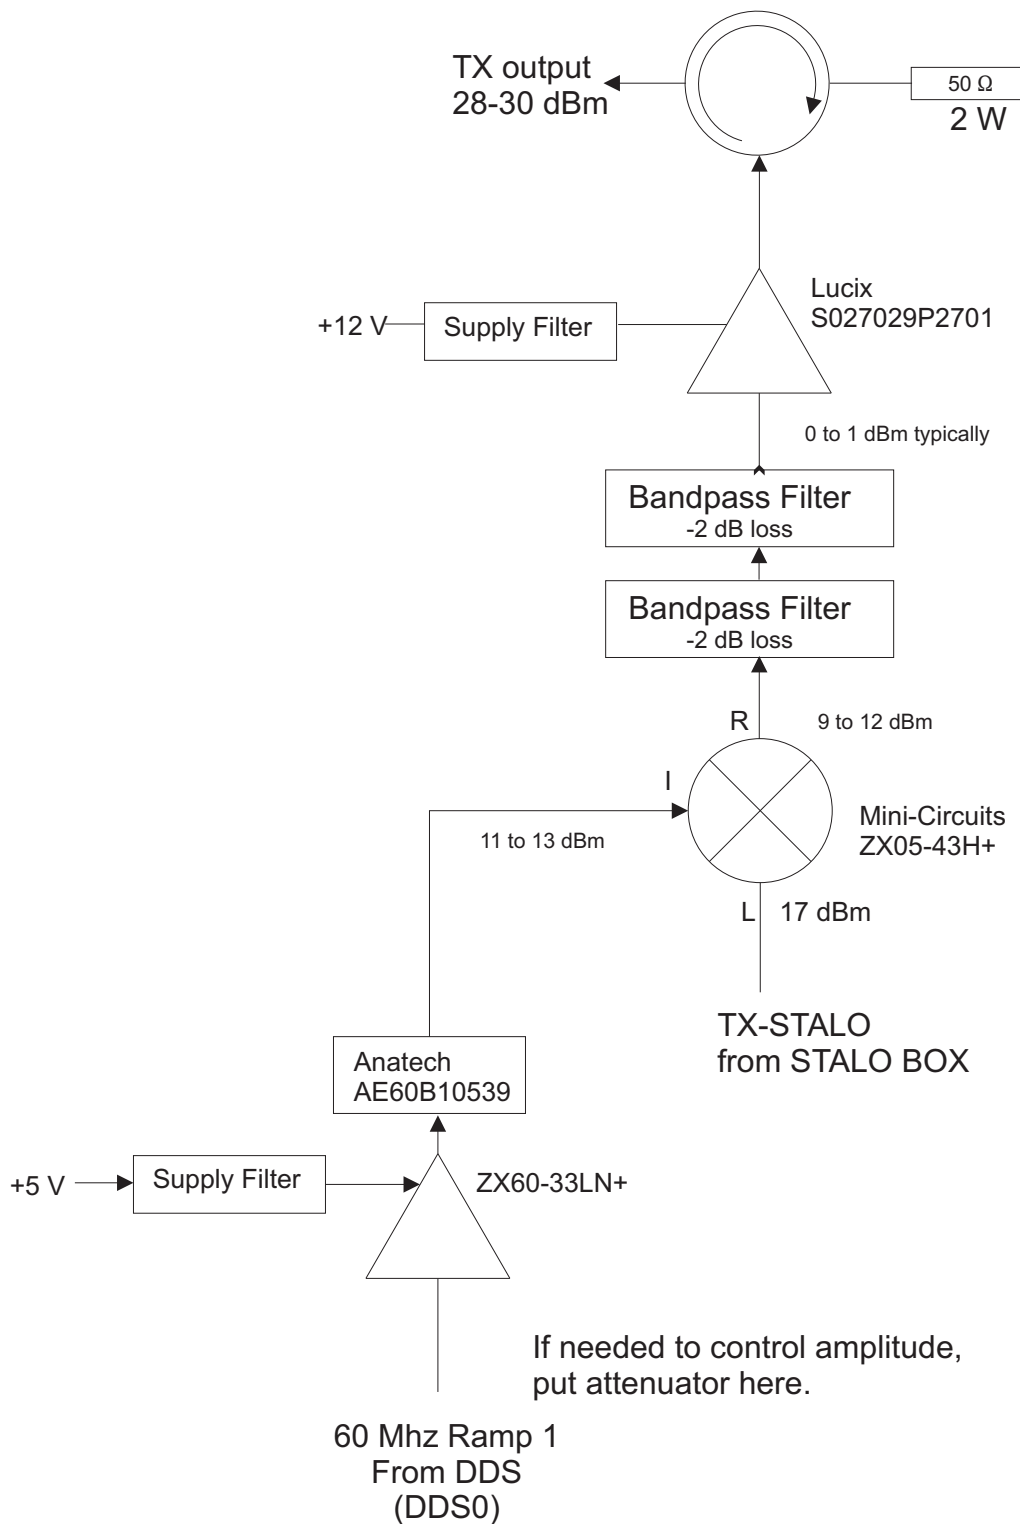 TX output
28-30 dBm
50 Ω
2 W
Lucix
S027029P2701
+12 V
Supply Filter
0 to 1 dBm typically
Bandpass Filter
-2 dB loss
Bandpass Filter
-2 dB loss
R
9 to 12 dBm
I
11 to 13 dBm
Mini-Circuits
ZX05-43H+
L
17 dBm
TX-STALO
from STALO BOX
Anatech
AE60B10539
+5 V
Supply Filter
ZX60-33LN+
If needed to control amplitude,
put attenuator here.
60 Mhz Ramp 1
From DDS
(DDS0)